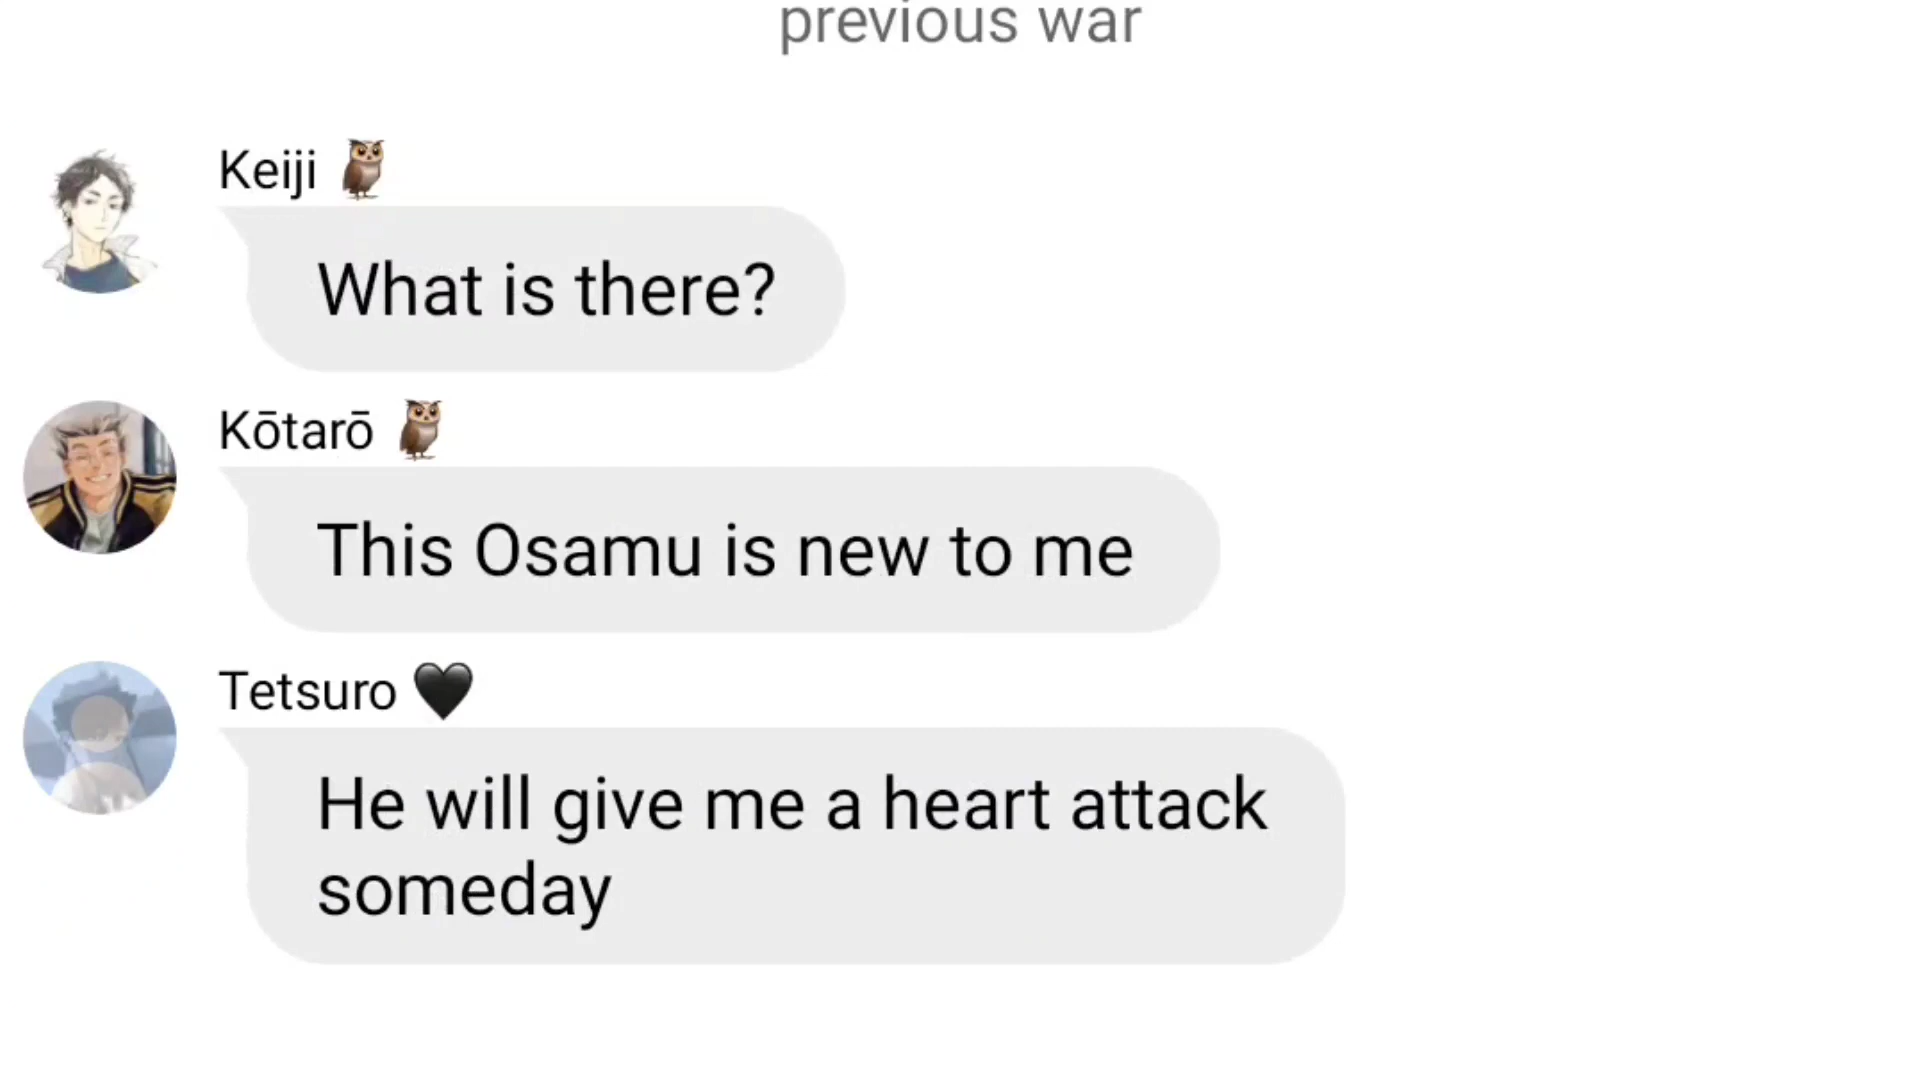 previous war
Keiji 🦉
What is there?
Kōtarō 🦉
This Osamu is new to me
Tetsuro 🖤
He will give me a heart attack
someday